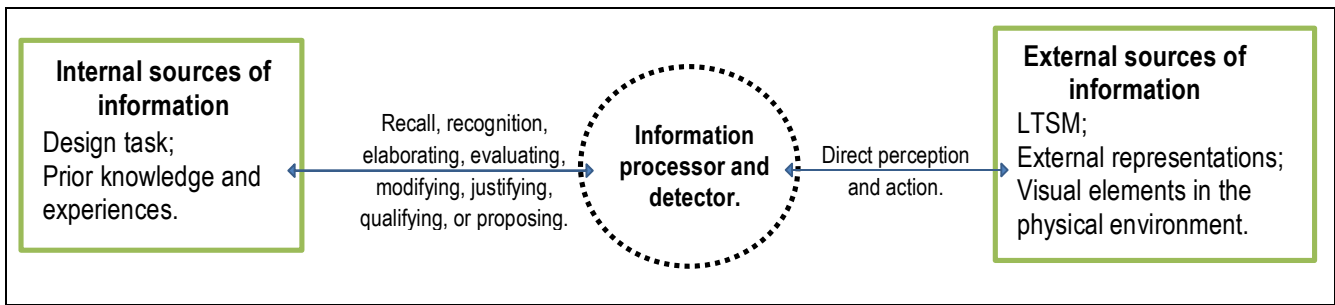 Internal sources of
information
Design task;
Prior knowledge and
experiences.
Recall, recognition,
elaborating, evaluating,
modifying, justifying,
qualifying, or proposing.
Information
processor and
detector.
Direct perception
and action.
External sources of
information
LTSM;
External representations;
Visual elements in the
physical environment.